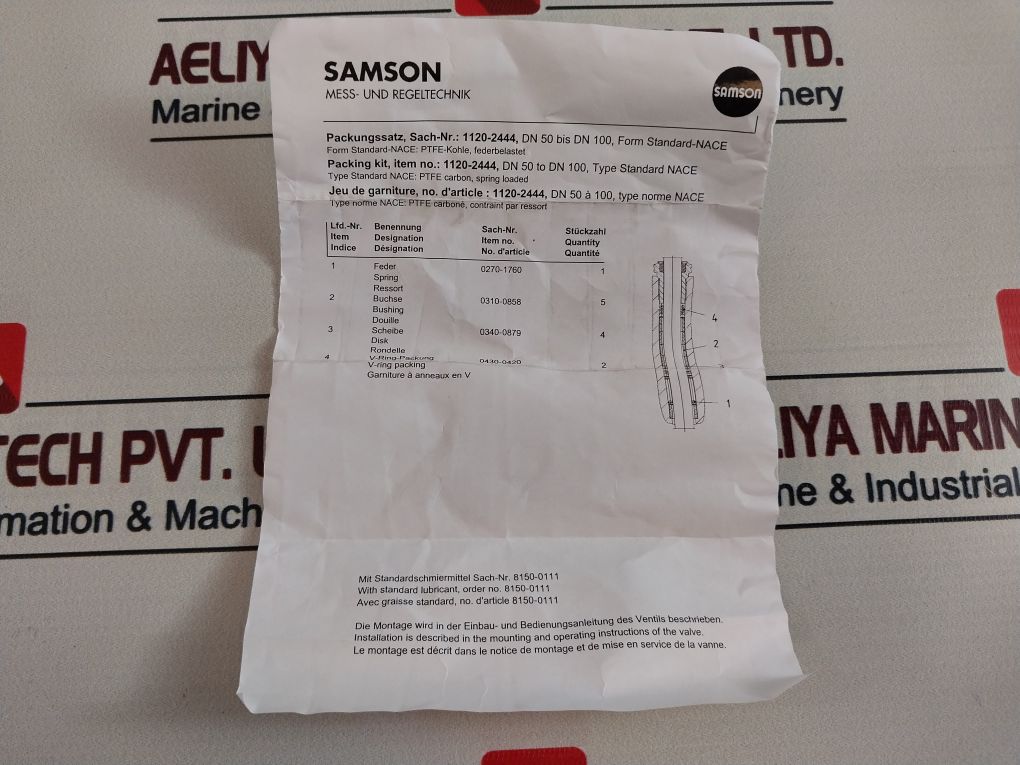 AELIY
LTD.
Marine
nery
SAMSON
MESS- UND REGELTECHNIK
SAMSON
Packungssatz, Sach-Nr.: 1120-2444, DN 50 bis DN 100, Form Standard-NACE
Form Standard-NACE: PTFE-Kohle, federbelastet
Packing kit, item no.: 1120-2444, DN 50 to DN 100, Type Standard NACE
Type Standard NACE: PTFE carbon, spring loaded
Jeu de garniture, no. d'article : 1120-2444, DN 50 à 100, type norme NACE
Type norme NACE: PTFE carboné, contraint par ressort
Lfd.-Nr. Benennung Sach-Nr. Stückzahl
Item Designation Item no. Quantity
Indice Désignation No. d'article Quantité
1 Feder 0270-1760 1
Spring
Ressort
2 Buchse 0310-0858 5
Bushing
Douille
3 Scheibe 0340-0879 4
Disk
Rondelle
4 V-Ring-Packung 0430-0420
V-ring packing 2
Garniture à anneaux en V
4
2
3
1
TECH PVT.
LIYA MARIN
mation & Mach
ne & Industrial
Mit Standardschmiermittel Sach-Nr. 8150-0111
With standard lubricant, order no. 8150-0111
Avec graisse standard, no. d'article 8150-0111
Die Montage wird in der Einbau- und Bedienungsanleitung des Ventils beschrieben.
Installation is described in the mounting and operating instructions of the valve.
Le montage est décrit dans le notice de montage et de mise en service de la vanne.